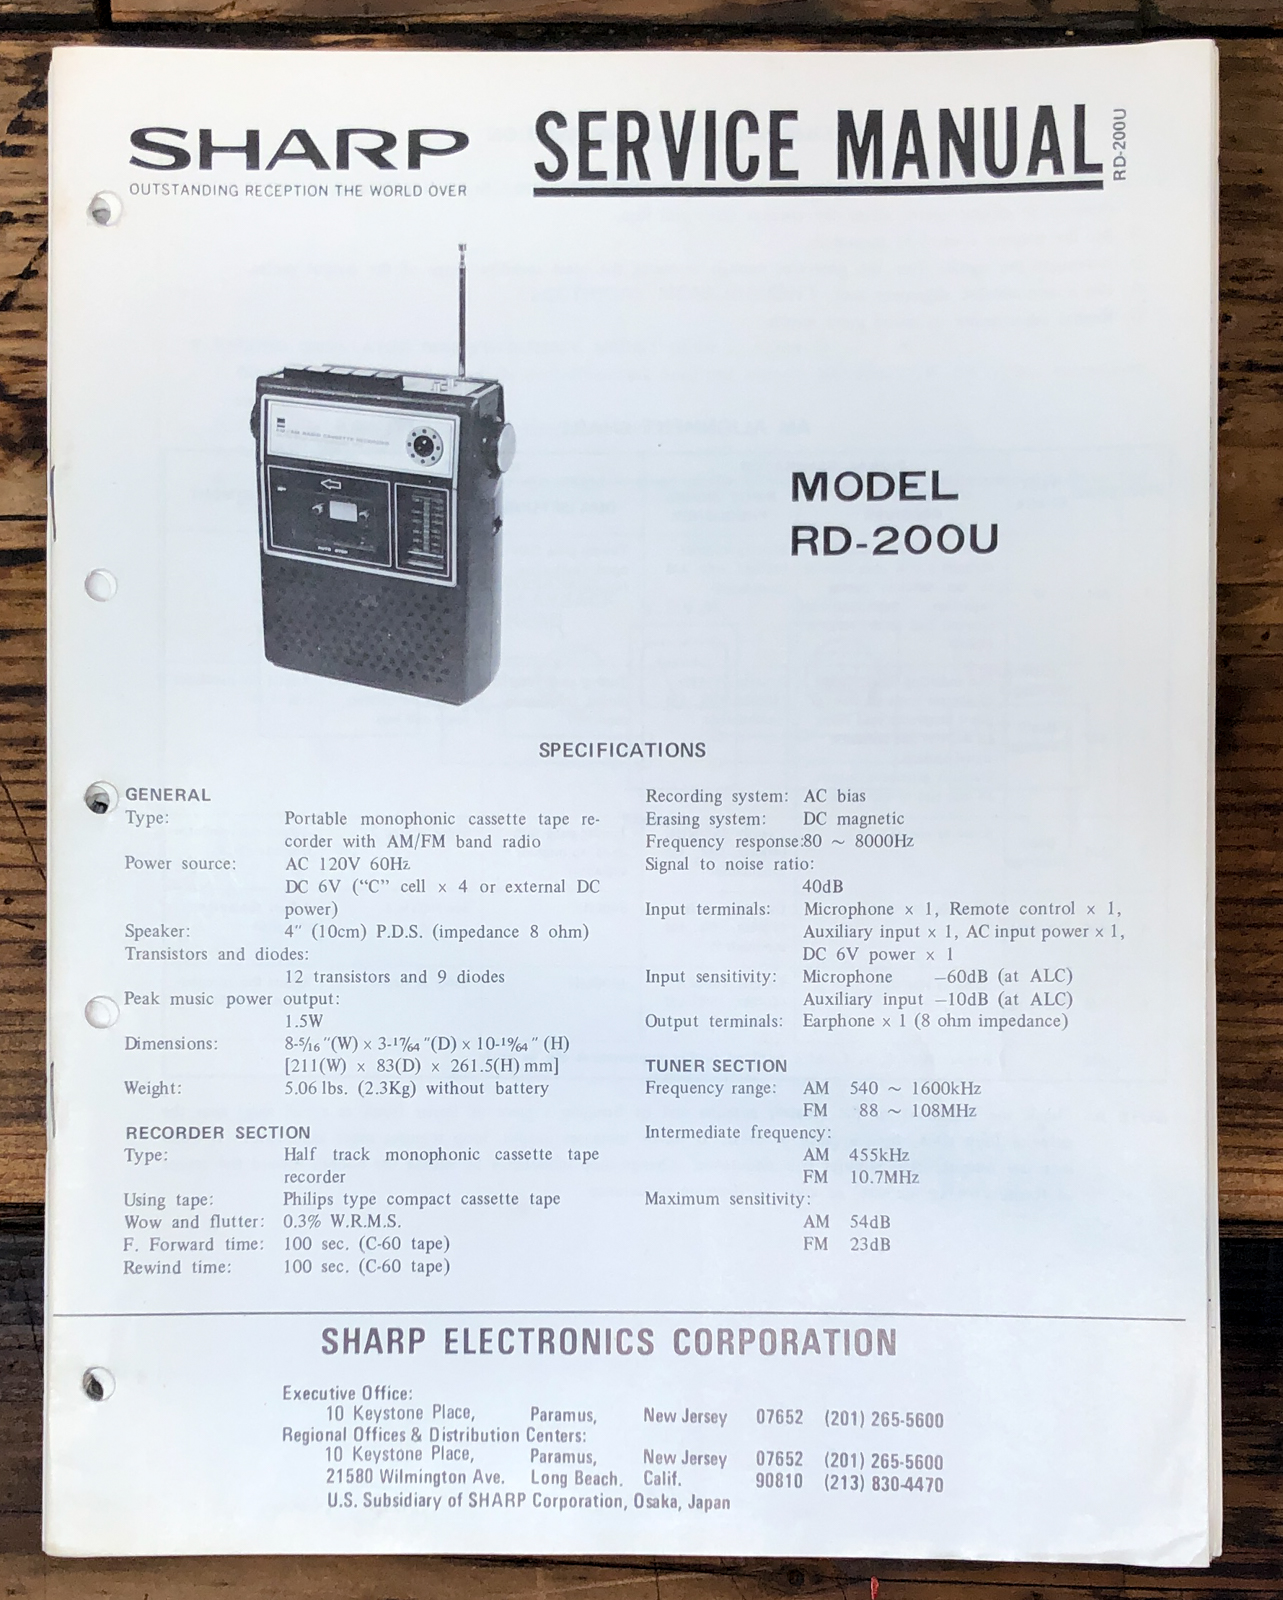 SHARP
OUTSTANDING RECEPTION THE WORLD OVER
SERVICE MANUAL
RD-200U
FM/AM RADIO CASSETTE RECORDER
AUTO STOP
MODEL
RD-200U
SPECIFICATIONS
GENERAL
Type: Portable monophonic cassette tape re-
corder with AM/FM band radio
Power source: AC 120V 60Hz
DC 6V (“C” cell x 4 or external DC
power)
Speaker: 4" (10cm) P.D.S. (impedance 8 ohm)
Transistors and diodes:
12 transistors and 9 diodes
Peak music power output:
1.5W
Dimensions: 8-5/16"(W) x 3-17/64"(D) x 10-19/64" (H)
[211(W) x 83(D) x 261.5(H) mm]
Weight: 5.06 lbs. (2.3Kg) without battery
RECORDER SECTION
Type: Half track monophonic cassette tape
recorder
Using tape: Philips type compact cassette tape
Wow and flutter: 0.3% W.R.M.S.
F. Forward time: 100 sec. (C-60 tape)
Rewind time: 100 sec. (C-60 tape)
Recording system: AC bias
Erasing system: DC magnetic
Frequency response:80 ~ 8000Hz
Signal to noise ratio:
40dB
Input terminals: Microphone x 1, Remote control x 1,
Auxiliary input x 1, AC input power x 1,
DC 6V power x 1
Input sensitivity: Microphone −60dB (at ALC)
Auxiliary input −10dB (at ALC)
Output terminals: Earphone x 1 (8 ohm impedance)
TUNER SECTION
Frequency range: AM 540 ~ 1600kHz
FM 88 ~ 108MHz
Intermediate frequency:
AM 455kHz
FM 10.7MHz
Maximum sensitivity:
AM 54dB
FM 23dB
SHARP ELECTRONICS CORPORATION
Executive Office:
10 Keystone Place, Paramus, New Jersey 07652 (201) 265-5600
Regional Offices & Distribution Centers:
10 Keystone Place, Paramus, New Jersey 07652 (201) 265-5600
21580 Wilmington Ave. Long Beach. Calif. 90810 (213) 830-4470
U.S. Subsidiary of SHARP Corporation, Osaka, Japan